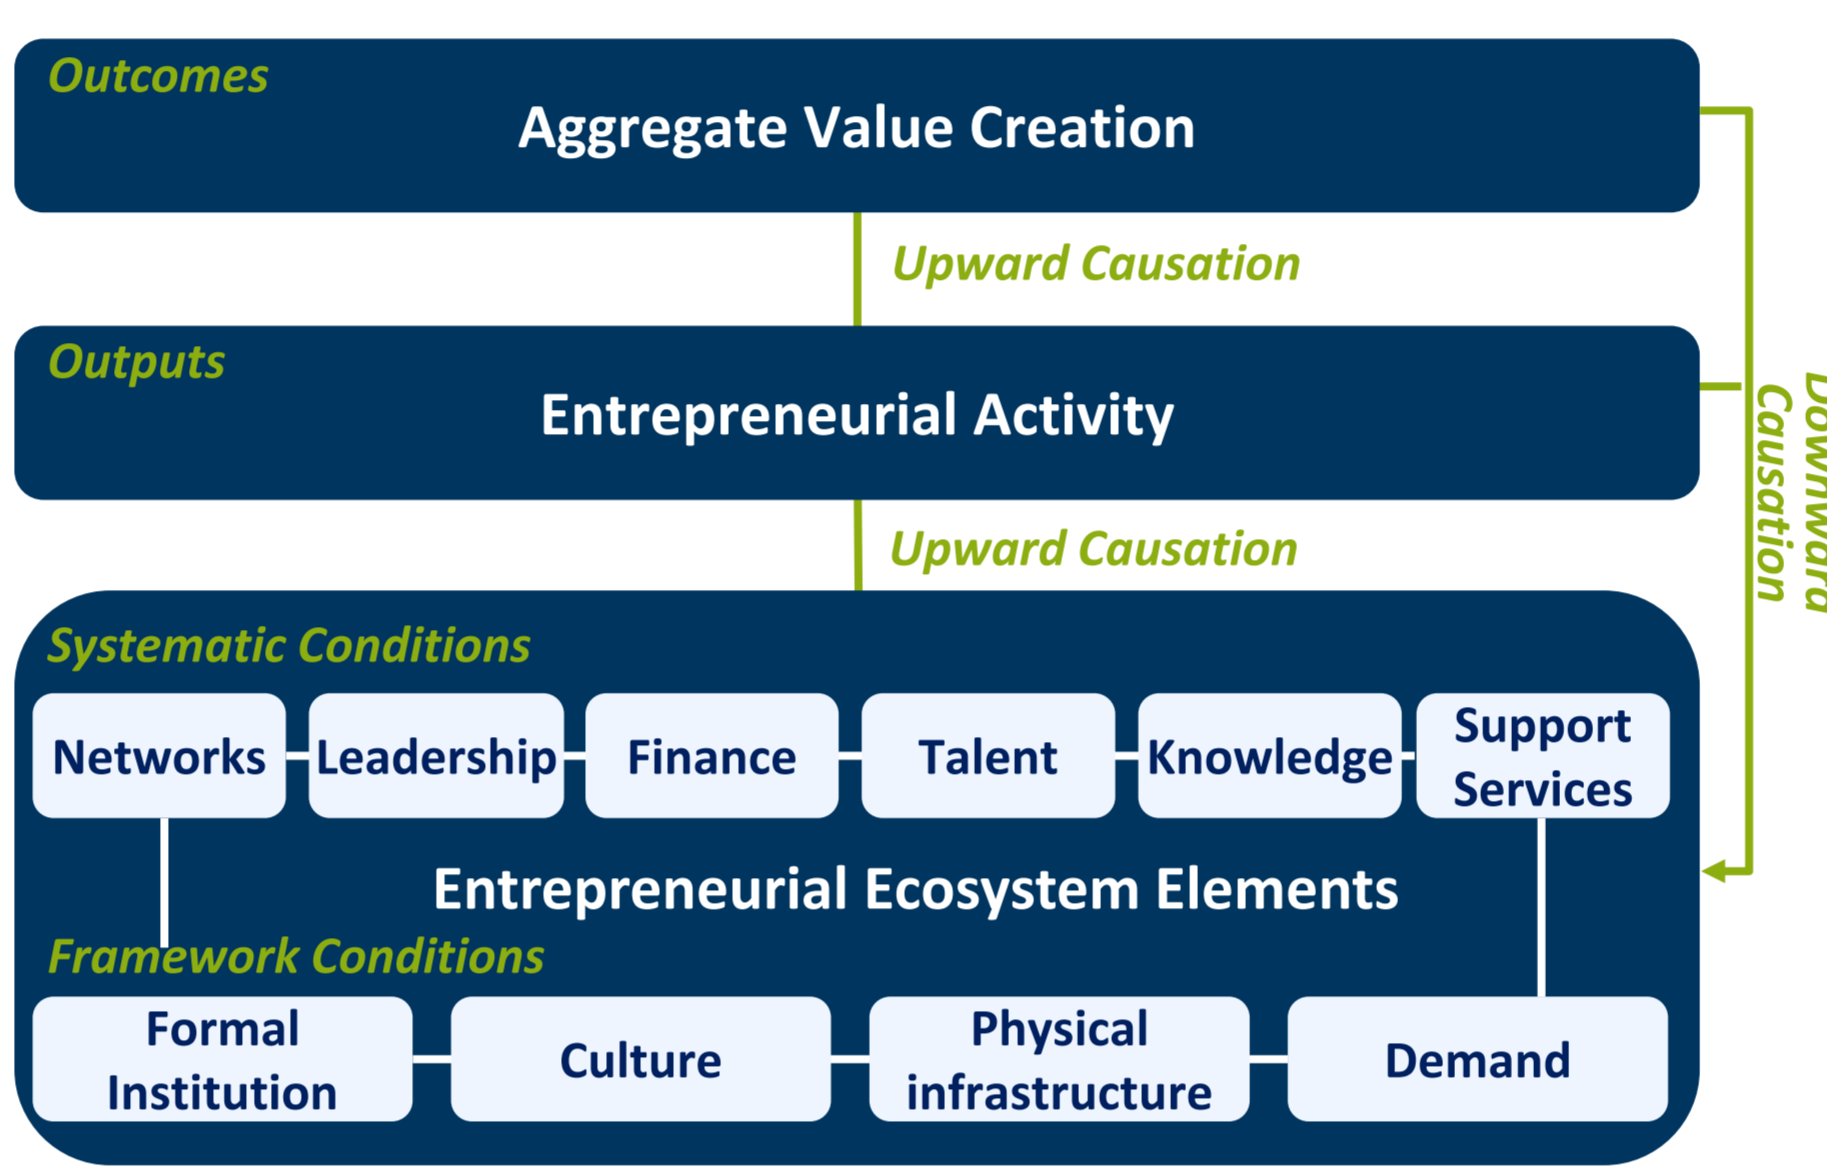 Outcomes
Aggregate Value Creation
Upward Causation
Outputs
Entrepreneurial Activity
Downward
Causation
Upward Causation
Systematic Conditions
Networks
Leadership
Finance
Talent
Knowledge
Support
Services
Entrepreneurial Ecosystem Elements
Framework Conditions
Formal
Institution
Culture
Physical
infrastructure
Demand